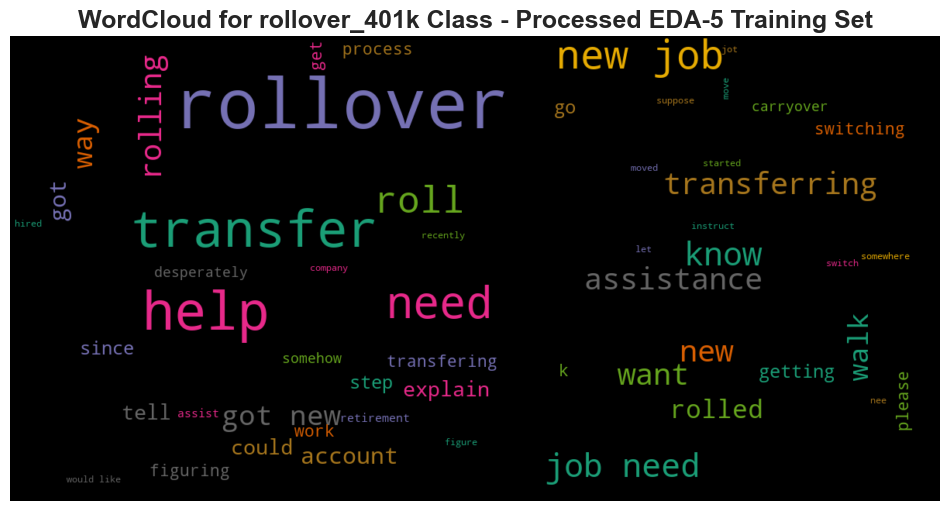 WordCloud for rollover_401k Class - Processed EDA-5 Training Set
get
process
rolling
rollover
way
got
hired
transfer
roll
recently
desperately
company
help
need
since
somehow
transfering
step
explain
tell
assist
got new
retirement
work
could
account
figure
figuring
would like
new job
jot
move
go
suppose
carryover
switching
moved
started
transferring
instruct
let
know
switch
somewhere
assistance
walk
new
k
want
getting
rolled
nee
please
job need